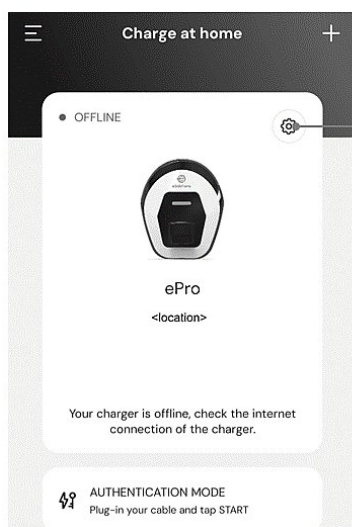 Charge at home
OFFLINE
ePro
<location>
Your charger is offline, check the internet
connection of the charger.
AUTHENTICATION MODE
Plug-in your cable and tap START